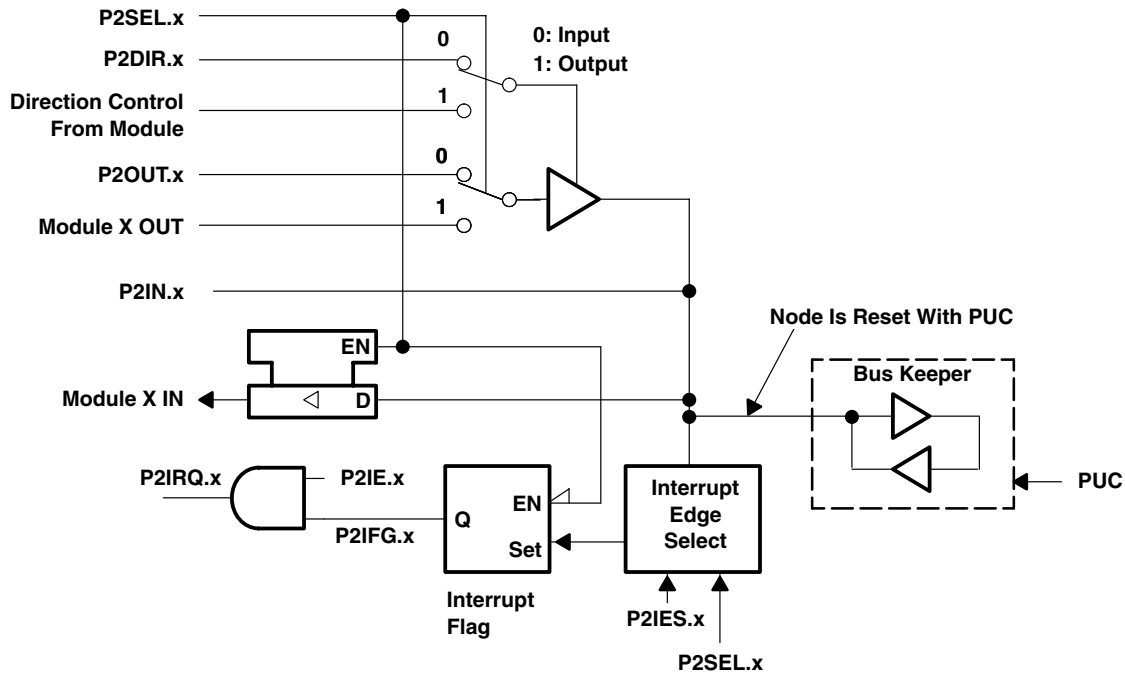 P2SEL.x
0
P2DIR.x
0: Input
1: Output
Direction Control
From Module
1
P2OUT.x
0
Module X OUT
1
P2IN.x
Node Is Reset With PUC
EN
Bus Keeper
Module X IN
D
P2IRQ.x
P2IE.x
P2IFG.x
Q
EN
Set
Interrupt
Edge
Select
PUC
Interrupt
Flag
P2IES.x
P2SEL.x